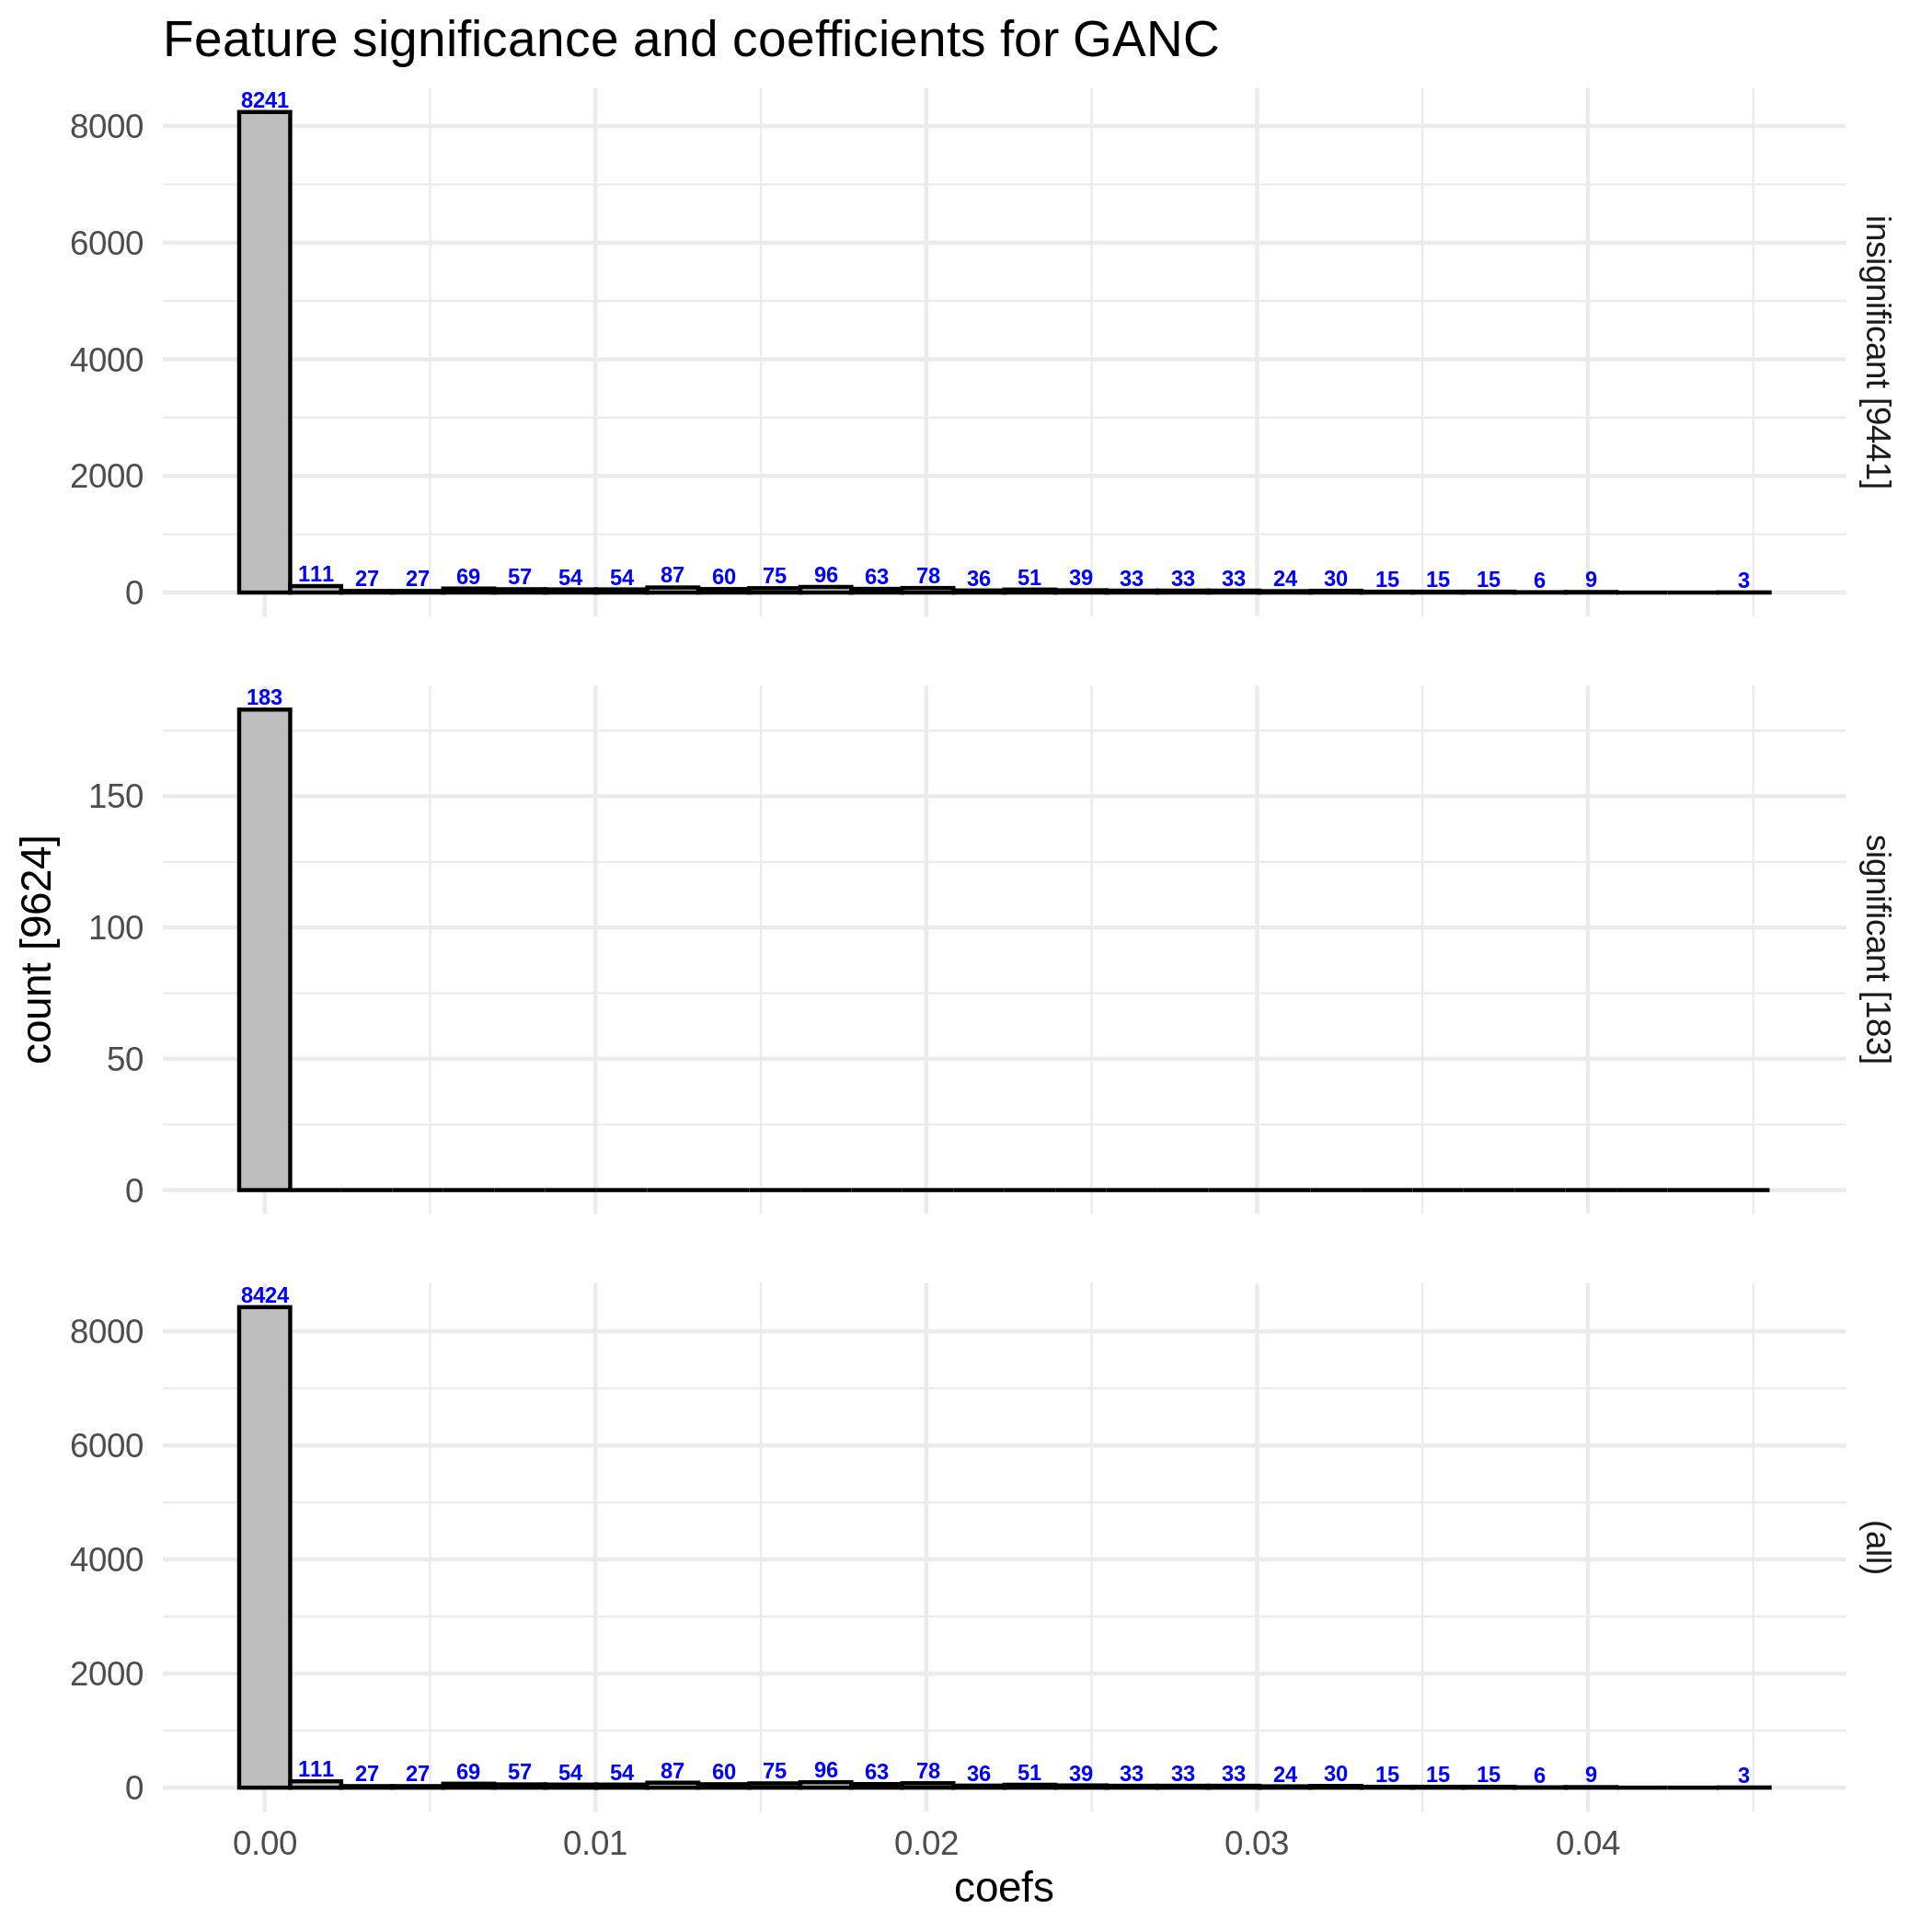 Feature significance and coefficients for GANC
8241
8000
6000
4000
2000
0
111 27 27 69 57 54 54 87 60 75 96 63 78 36 51 39 33 33 33 24 30 15 15 15 6 9 3
insignificant [9441]
183
150
100
50
0
significant [183]
count [9624]
8424
8000
6000
4000
2000
0
111 27 27 69 57 54 54 87 60 75 96 63 78 36 51 39 33 33 33 24 30 15 15 15 6 9 3
(all)
0.00 0.01 0.02 0.03 0.04
coefs